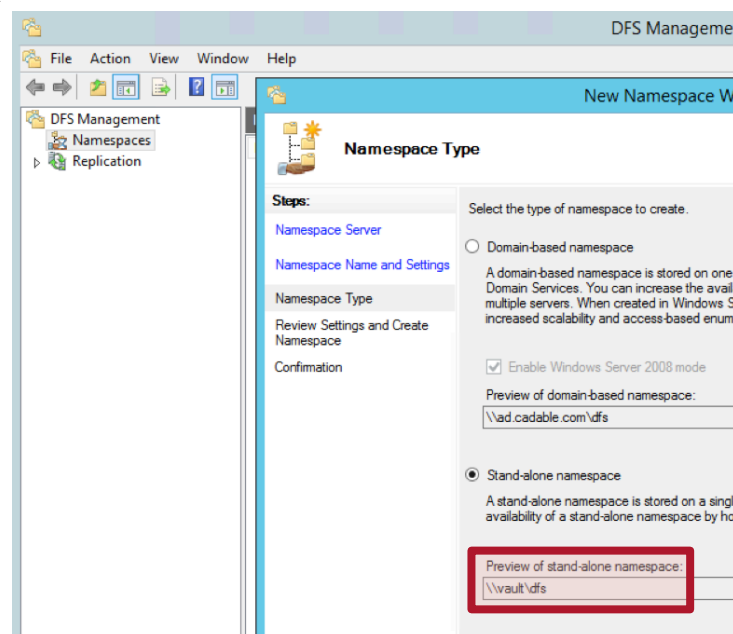 DFS Manageme
File Action View Window Help
DFS Management
Namespaces
Replication
New Namespace W
Namespace Type
Steps:
Namespace Server
Namespace Name and Settings
Namespace Type
Review Settings and Create
Namespace
Confirmation
Select the type of namespace to create.
Domain-based namespace
A domain-based namespace is stored on one
Domain Services. You can increase the avail
multiple servers. When created in Windows S
increased scalability and access-based enum
Enable Windows Server 2008 mode
Preview of domain-based namespace:
\\ad.cadable.com\dfs
Stand-alone namespace
A stand-alone namespace is stored on a singl
availability of a stand-alone namespace by ho
Preview of stand-alone namespace:
\\vault\dfs